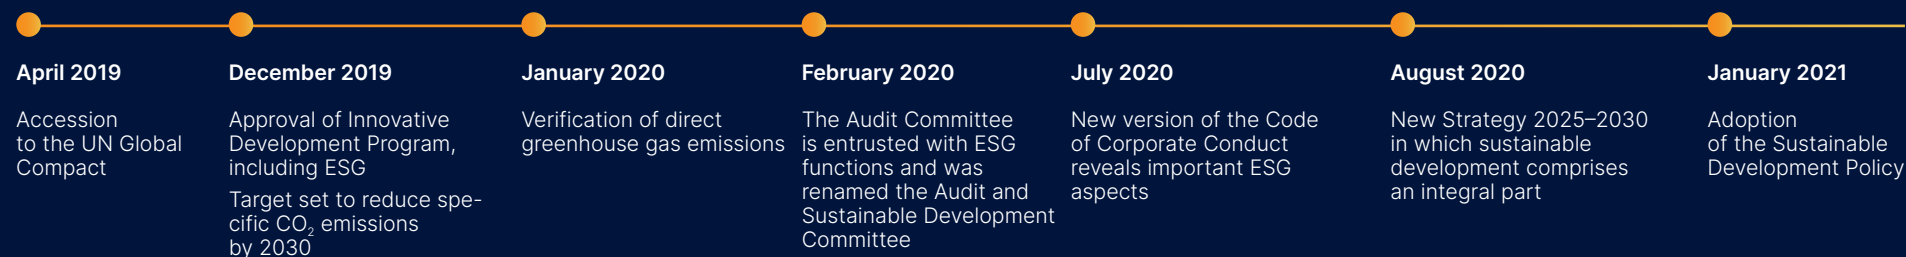 April 2019
Accession
to the UN Global
Compact
December 2019
Approval of Innovative
Development Program,
including ESG
Target set to reduce spe-
cific CO₂ emissions
by 2030
January 2020
Verification of direct
greenhouse gas emissions
February 2020
The Audit Committee
is entrusted with ESG
functions and was
renamed the Audit and
Sustainable Development
Committee
July 2020
New version of the Code
of Corporate Conduct
reveals important ESG
aspects
August 2020
New Strategy 2025–2030
in which sustainable
development comprises
an integral part
January 2021
Adoption
of the Sustainable
Development Policy